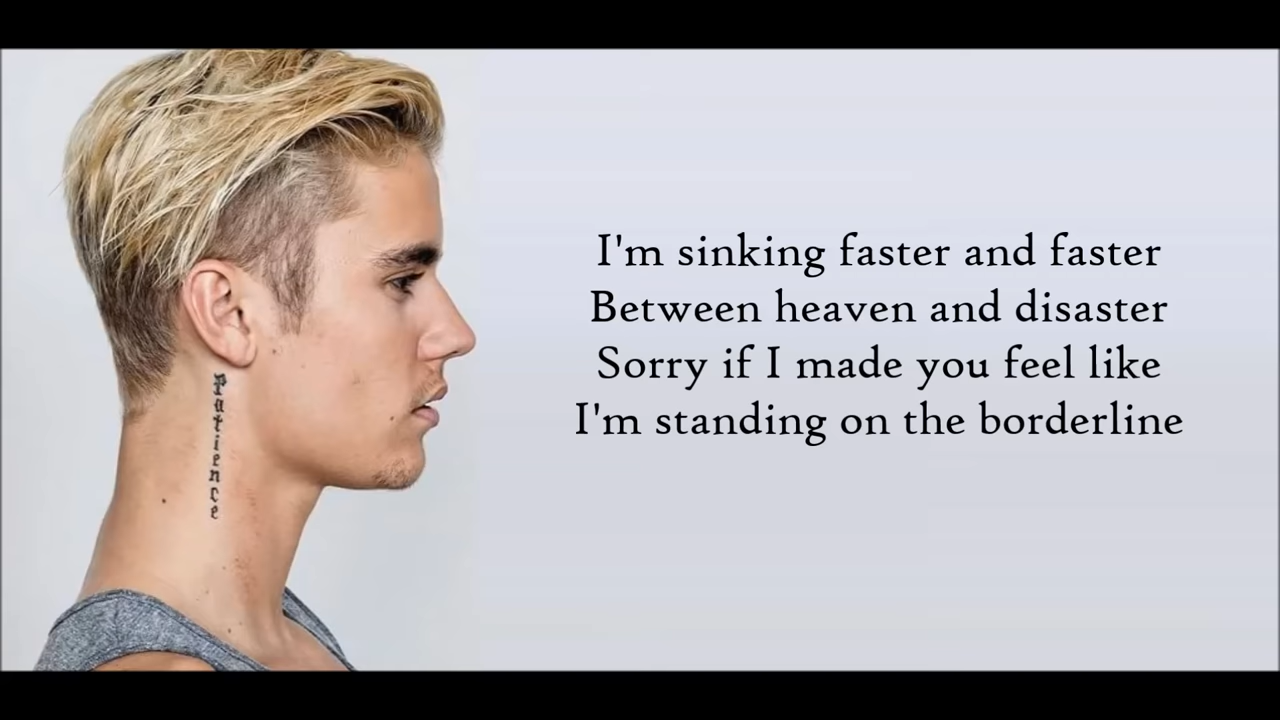 Patience
I'm sinking faster and faster
Between heaven and disaster
Sorry if I made you feel like
I'm standing on the borderline